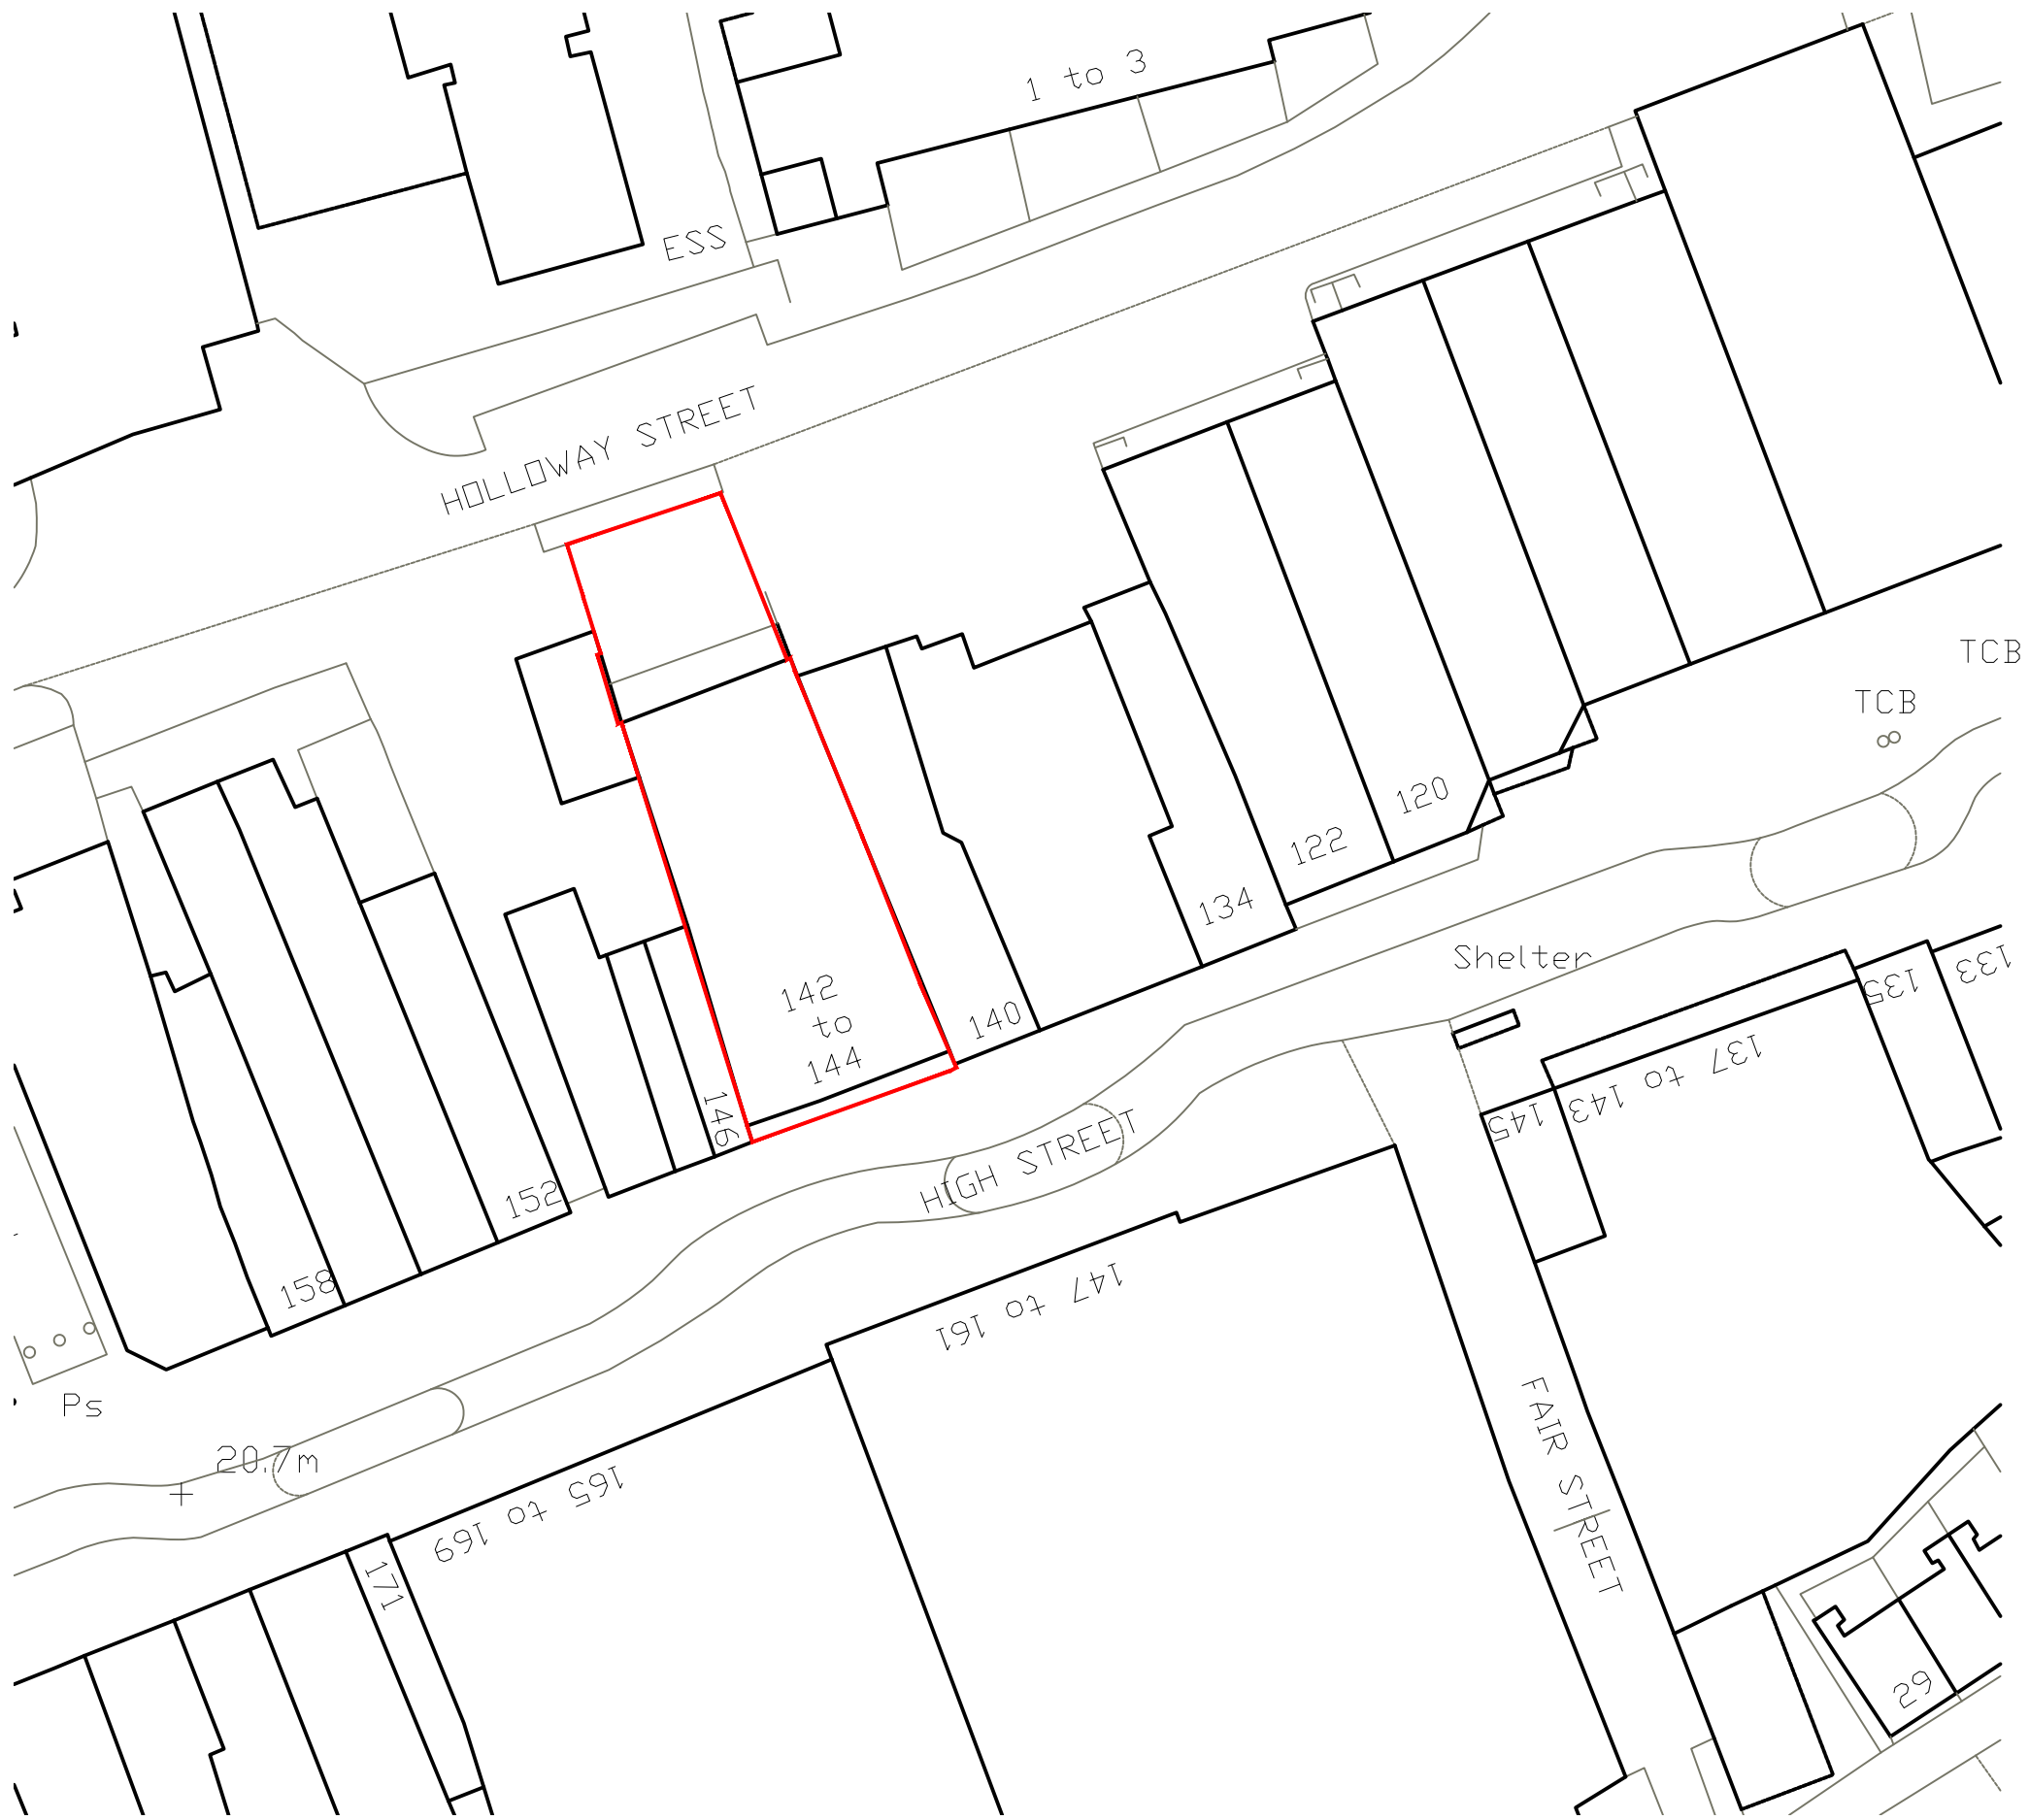 1 to 3
ESS
HOLLOWAY STREET
TCB
TCB
120
122
134
Shelter
133
135
142
to
144
140
137
143 to
145
146
HIGH STREET
152
158
161 to 147
FAIR STREET
Ps
20.7m
169 to 165
171
29